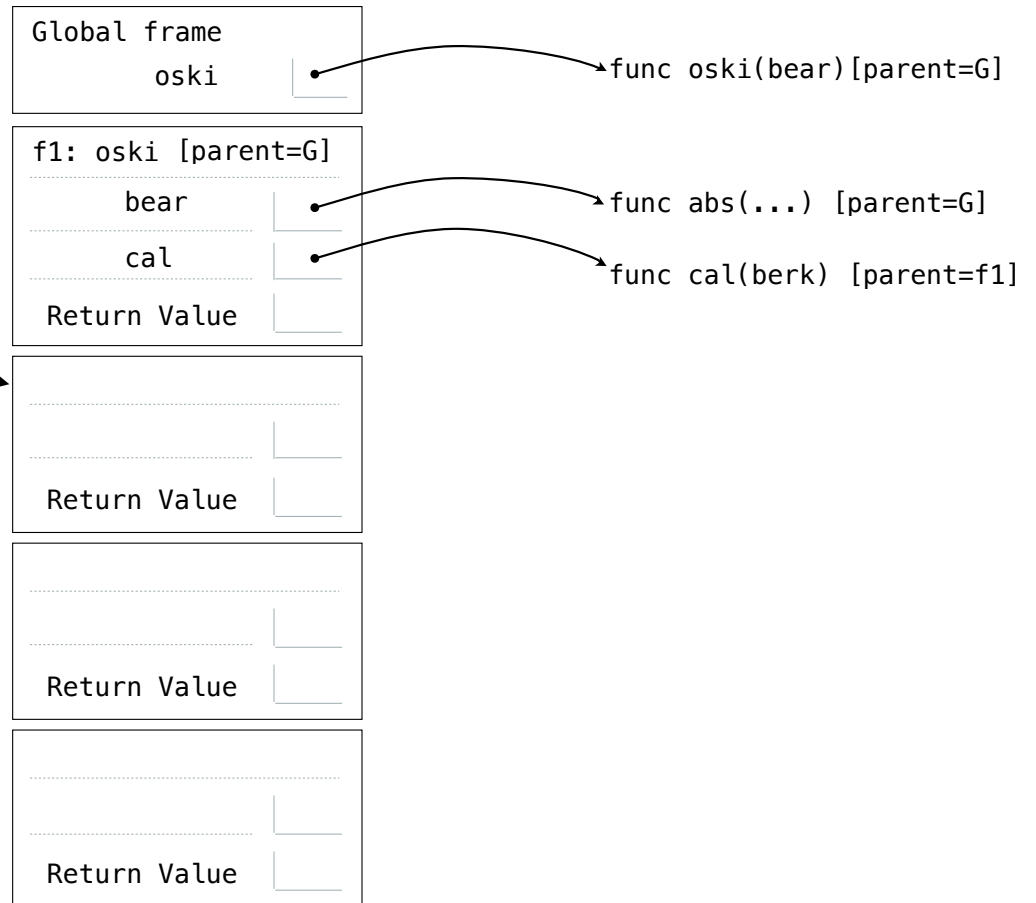 Global frame
oski
func oski(bear)[parent=G]
f1: oski [parent=G]
bear
func abs(...) [parent=G]
cal
func cal(berk) [parent=f1]
Return Value
Return Value
Return Value
Return Value